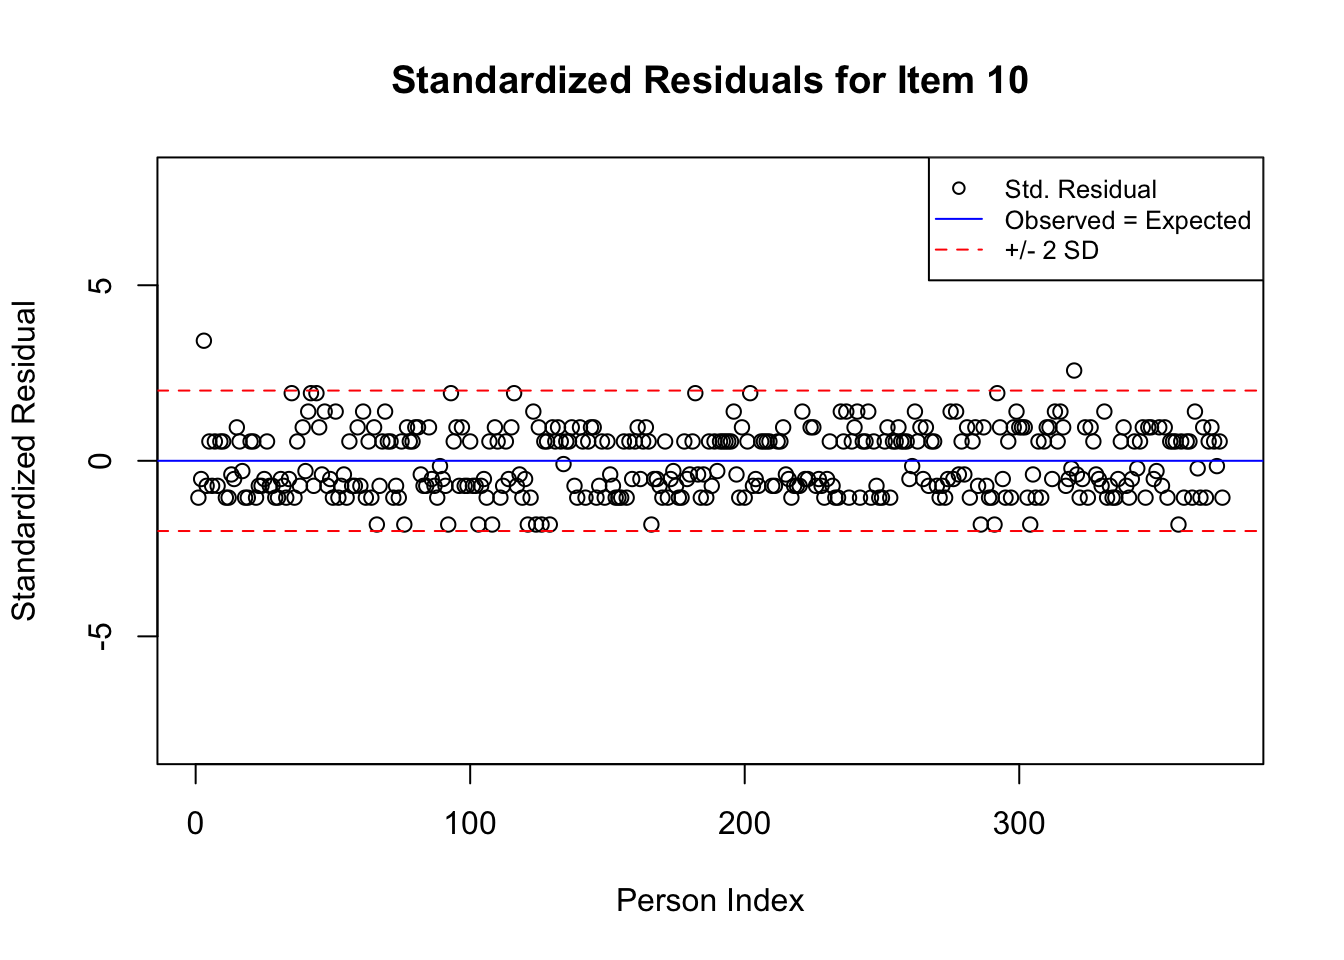 Standardized Residuals for Item 10
Std. Residual
Observed = Expected
+/- 2 SD
Standardized Residual
5
0
-5
0 100 200 300
Person Index